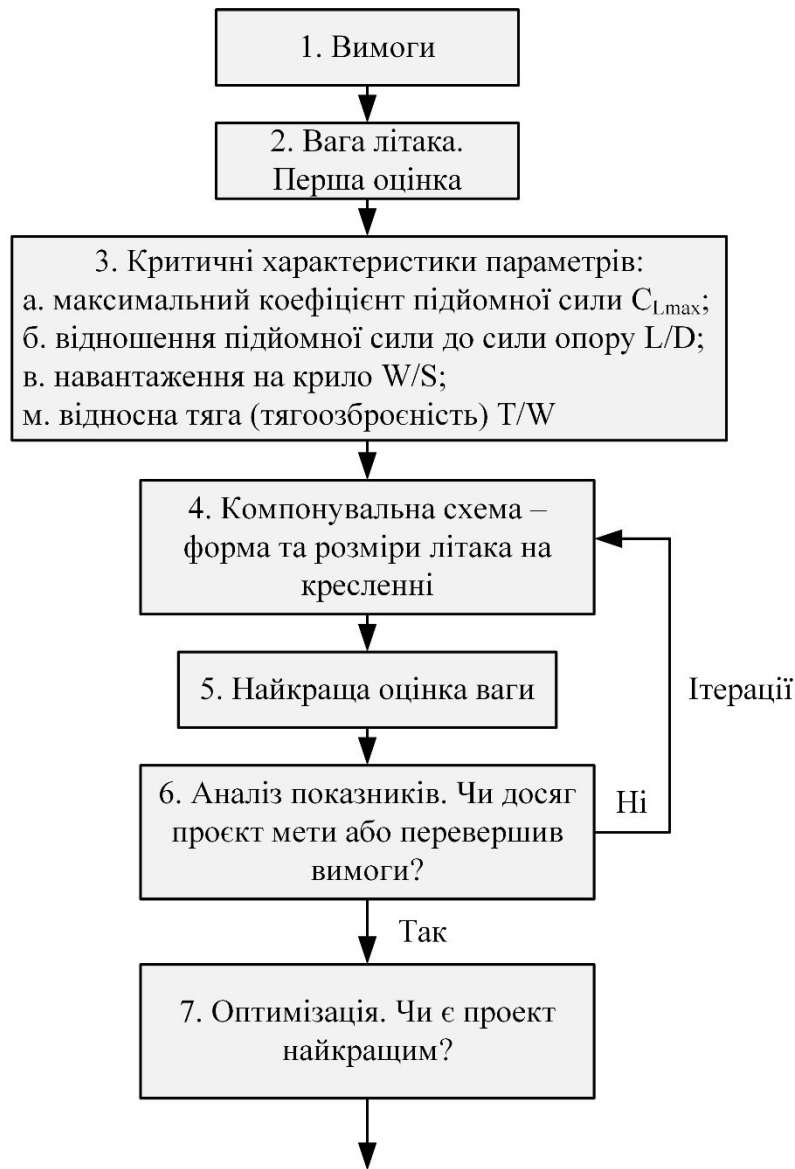 1. Вимоги
2. Вага літака.
Перша оцінка
3. Критичні характеристики параметрів:
а. максимальний коефіцієнт підйомної сили CLmax;
б. відношення підйомної сили до сили опору L/D;
в. навантаження на крило W/S;
м. відносна тяга (тягоозброєність) T/W
4. Компонувальна схема –
форма та розміри літака на
кресленні
5. Найкраща оцінка ваги
Ітерації
6. Аналіз показників. Чи досяг
проєкт мети або перевершив
вимоги?
Ні
Так
7. Оптимізація. Чи є проект
найкращим?